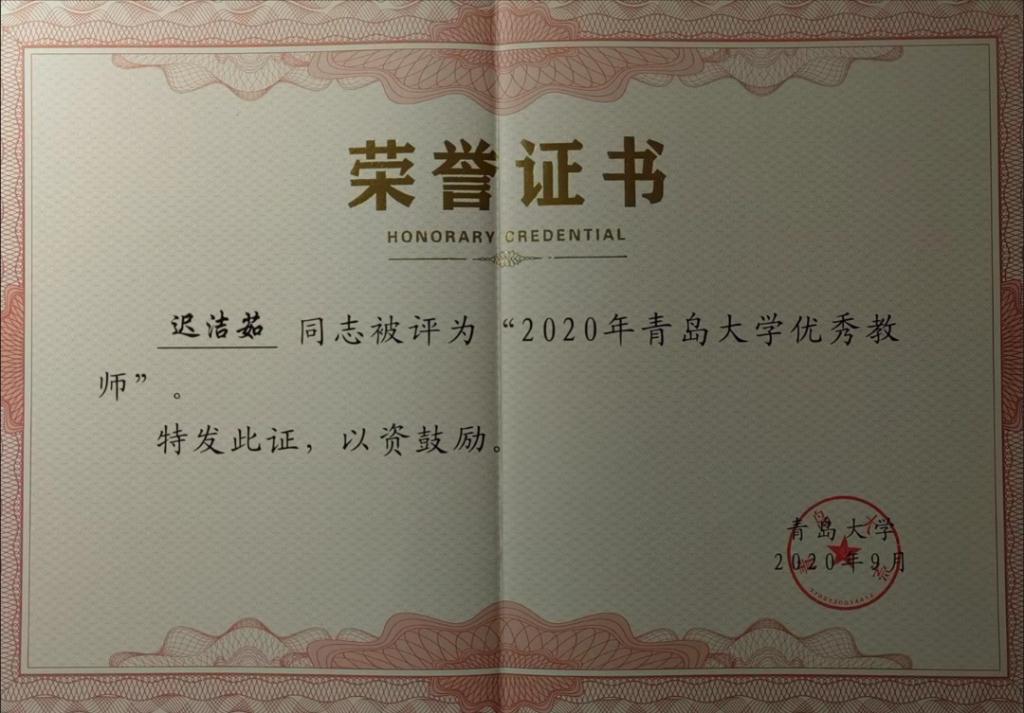 荣誉证书
HONORARY CREDENTIAL
迟洁茹 同志被评为“2020年青岛大学优秀教
师”。
特发此证，以资鼓励。
青岛大学
2020年9月